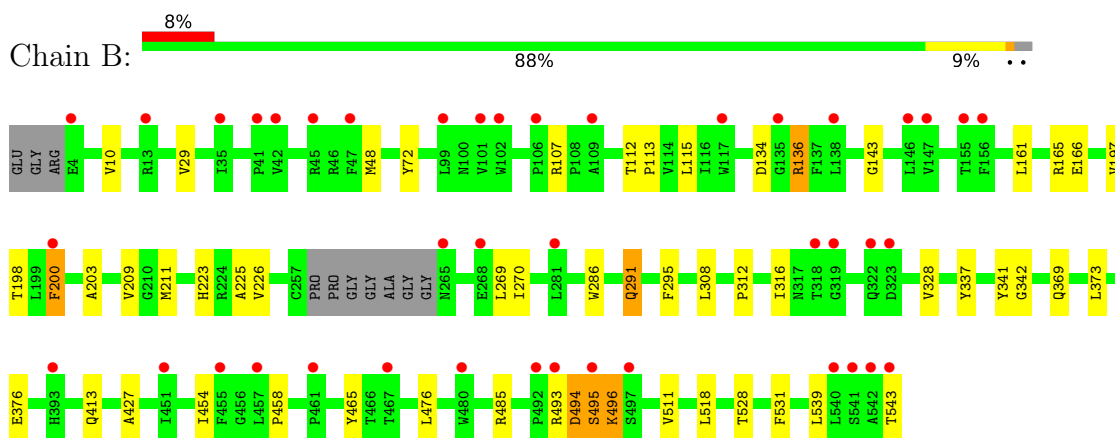 8%
Chain B:
88% 9% • •
GLU GLY ARG E4 V10 R13 V29 I35 P41 V42 R45 R46 F47 M48 Y72 L99 N100 V101 W102 P106 R107 P108 A109 T112 P113 V114 L115 I116 W117 D134 G135 R136 F137 L138 G143 L146 V147 T155 F156 L161 R165 E166
T198 L199 F200 A203 V209 G210 M211 H223 R224 A225 V226 C257 PRO PRO GLY GLY ALA GLY GLY N265 E268 L269 I270 L281 W286 Q291 F295 L308 P312 I316 N317 T318 G319 Q322 D323 V328 Y337 Y341 G342 Q369 L373
E376 H393 Q413 A427 I451 I454 F455 G456 L457 P458 P461 Y465 T466 T467 L476 W480 R485 P492 R493 D494 S495 K496 S497 V511 L518 T528 F531 L539 L540 S541 A542 T543